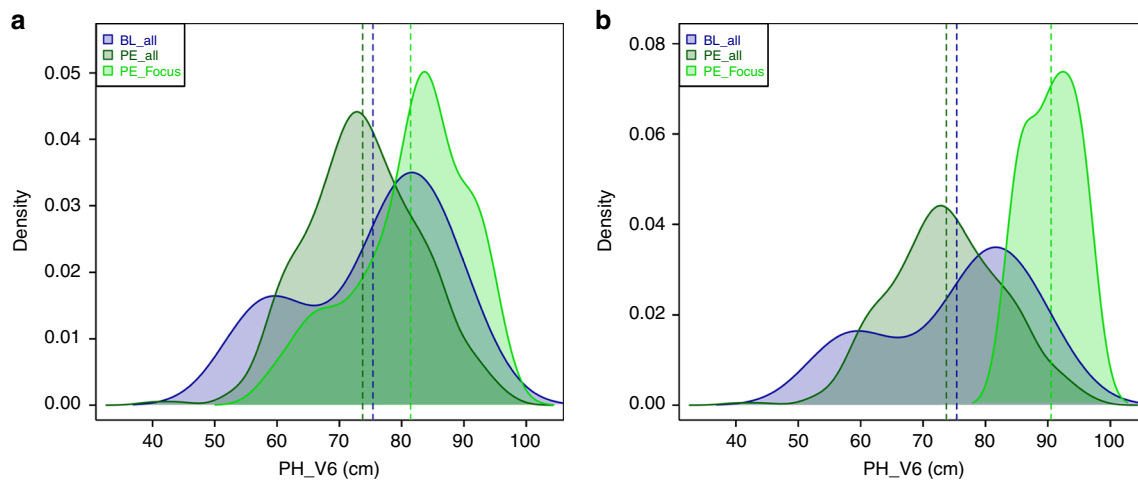 a
BL_all
PE_all
PE_Focus
0.05
0.04
0.03
0.02
0.01
0.00
Density
40 50 60 70 80 90 100
PH_V6 (cm)
b
BL_all
PE_all
PE_Focus
0.08
0.06
0.04
0.02
0.00
Density
40 50 60 70 80 90 100
PH_V6 (cm)